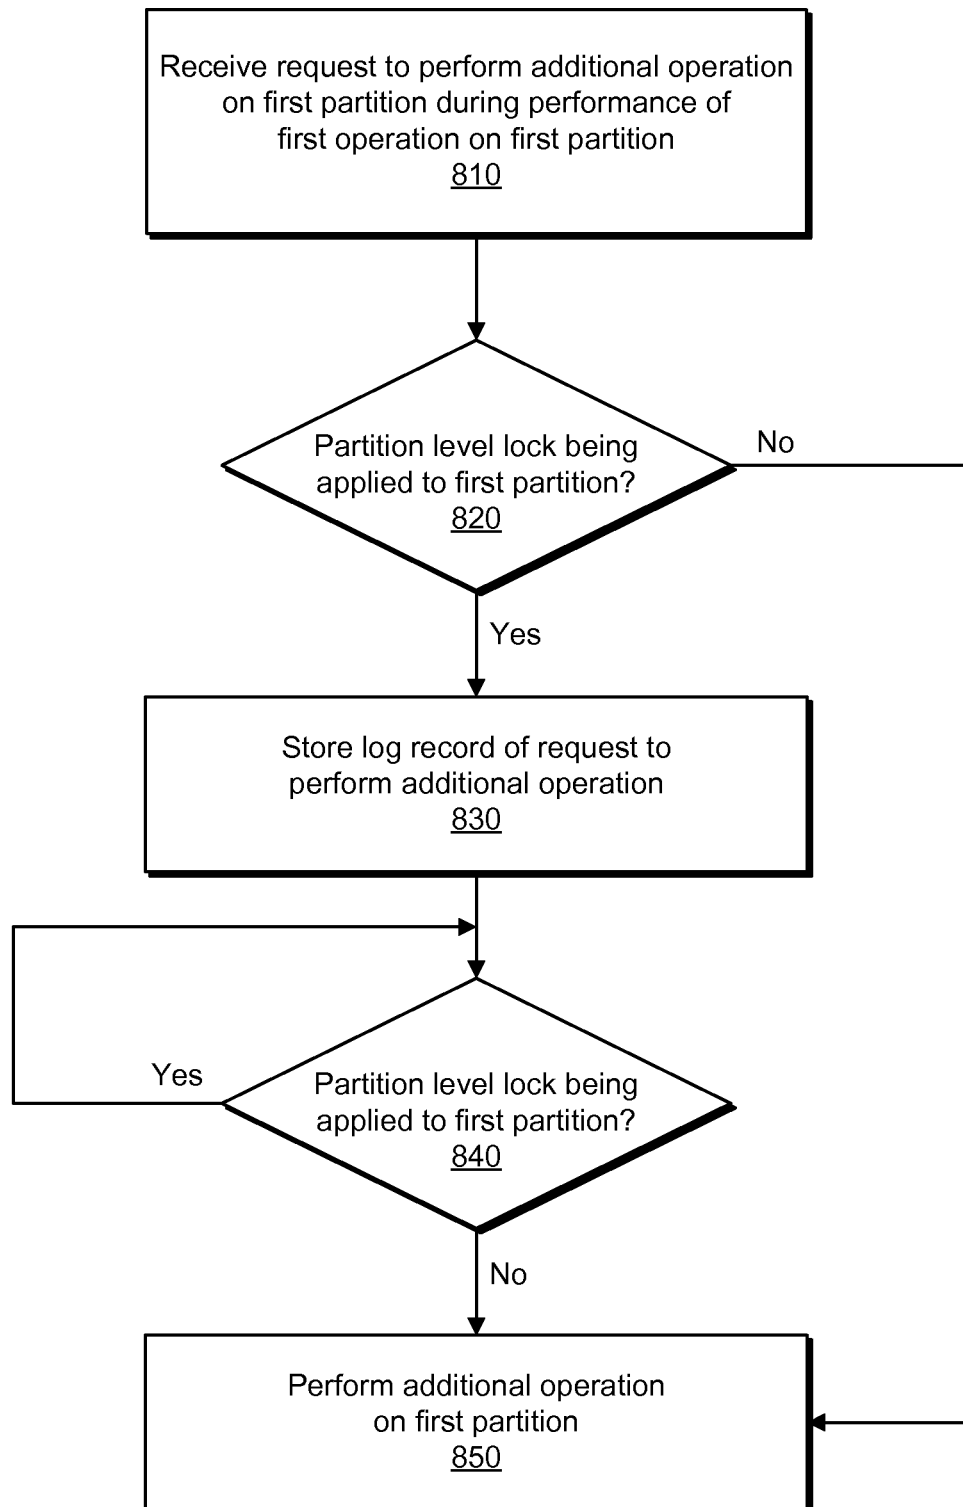 Receive request to perform additional operation
on first partition during performance of
first operation on first partition
810
Partition level lock being
applied to first partition?
820
No
Yes
Store log record of request to
perform additional operation
830
Yes
Partition level lock being
applied to first partition?
840
No
Perform additional operation
on first partition
850